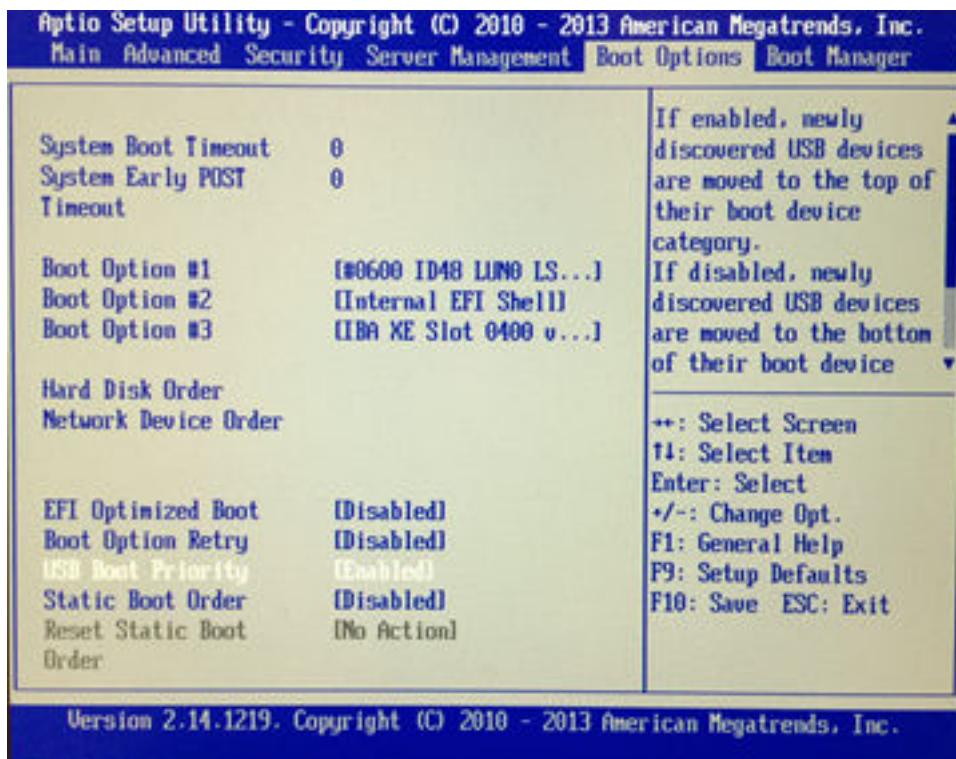 Aptio Setup Utility - Copyright (C) 2010 - 2013 American Megatrends, Inc.
Main Advanced Security Server Management Boot Options Boot Manager
System Boot Timeout 0
System Early POST 0
Timeout
Boot Option #1 [#0600 ID48 LUN0 LS...]
Boot Option #2 [Internal EFI Shell]
Boot Option #3 [IBA XE Slot 0400 v...]
Hard Disk Order
Network Device Order
EFI Optimized Boot [Disabled]
Boot Option Retry [Disabled]
USB Boot Priority [Enabled]
Static Boot Order [Disabled]
Reset Static Boot [No Action]
Order
If enabled, newly
discovered USB devices
are moved to the top of
their boot device
category.
If disabled, newly
discovered USB devices
are moved to the bottom
of their boot device
→←: Select Screen
↑↓: Select Item
Enter: Select
+/-: Change Opt.
F1: General Help
F9: Setup Defaults
F10: Save ESC: Exit
Version 2.14.1219. Copyright (C) 2010 - 2013 American Megatrends, Inc.